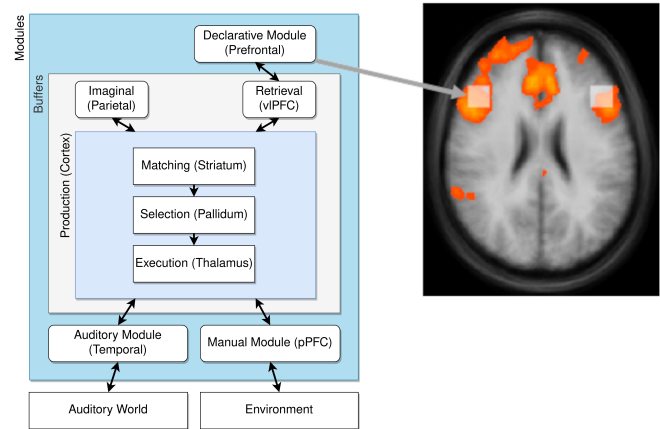 Modules
Declarative Module
(Prefrontal)
Buffers
Imaginal
(Parietal)
Retrieval
(vlPFC)
Production (Cortex)
Matching (Striatum)
Selection (Pallidum)
Execution (Thalamus)
Auditory Module
(Temporal)
Manual Module (pPFC)
Auditory World
Environment